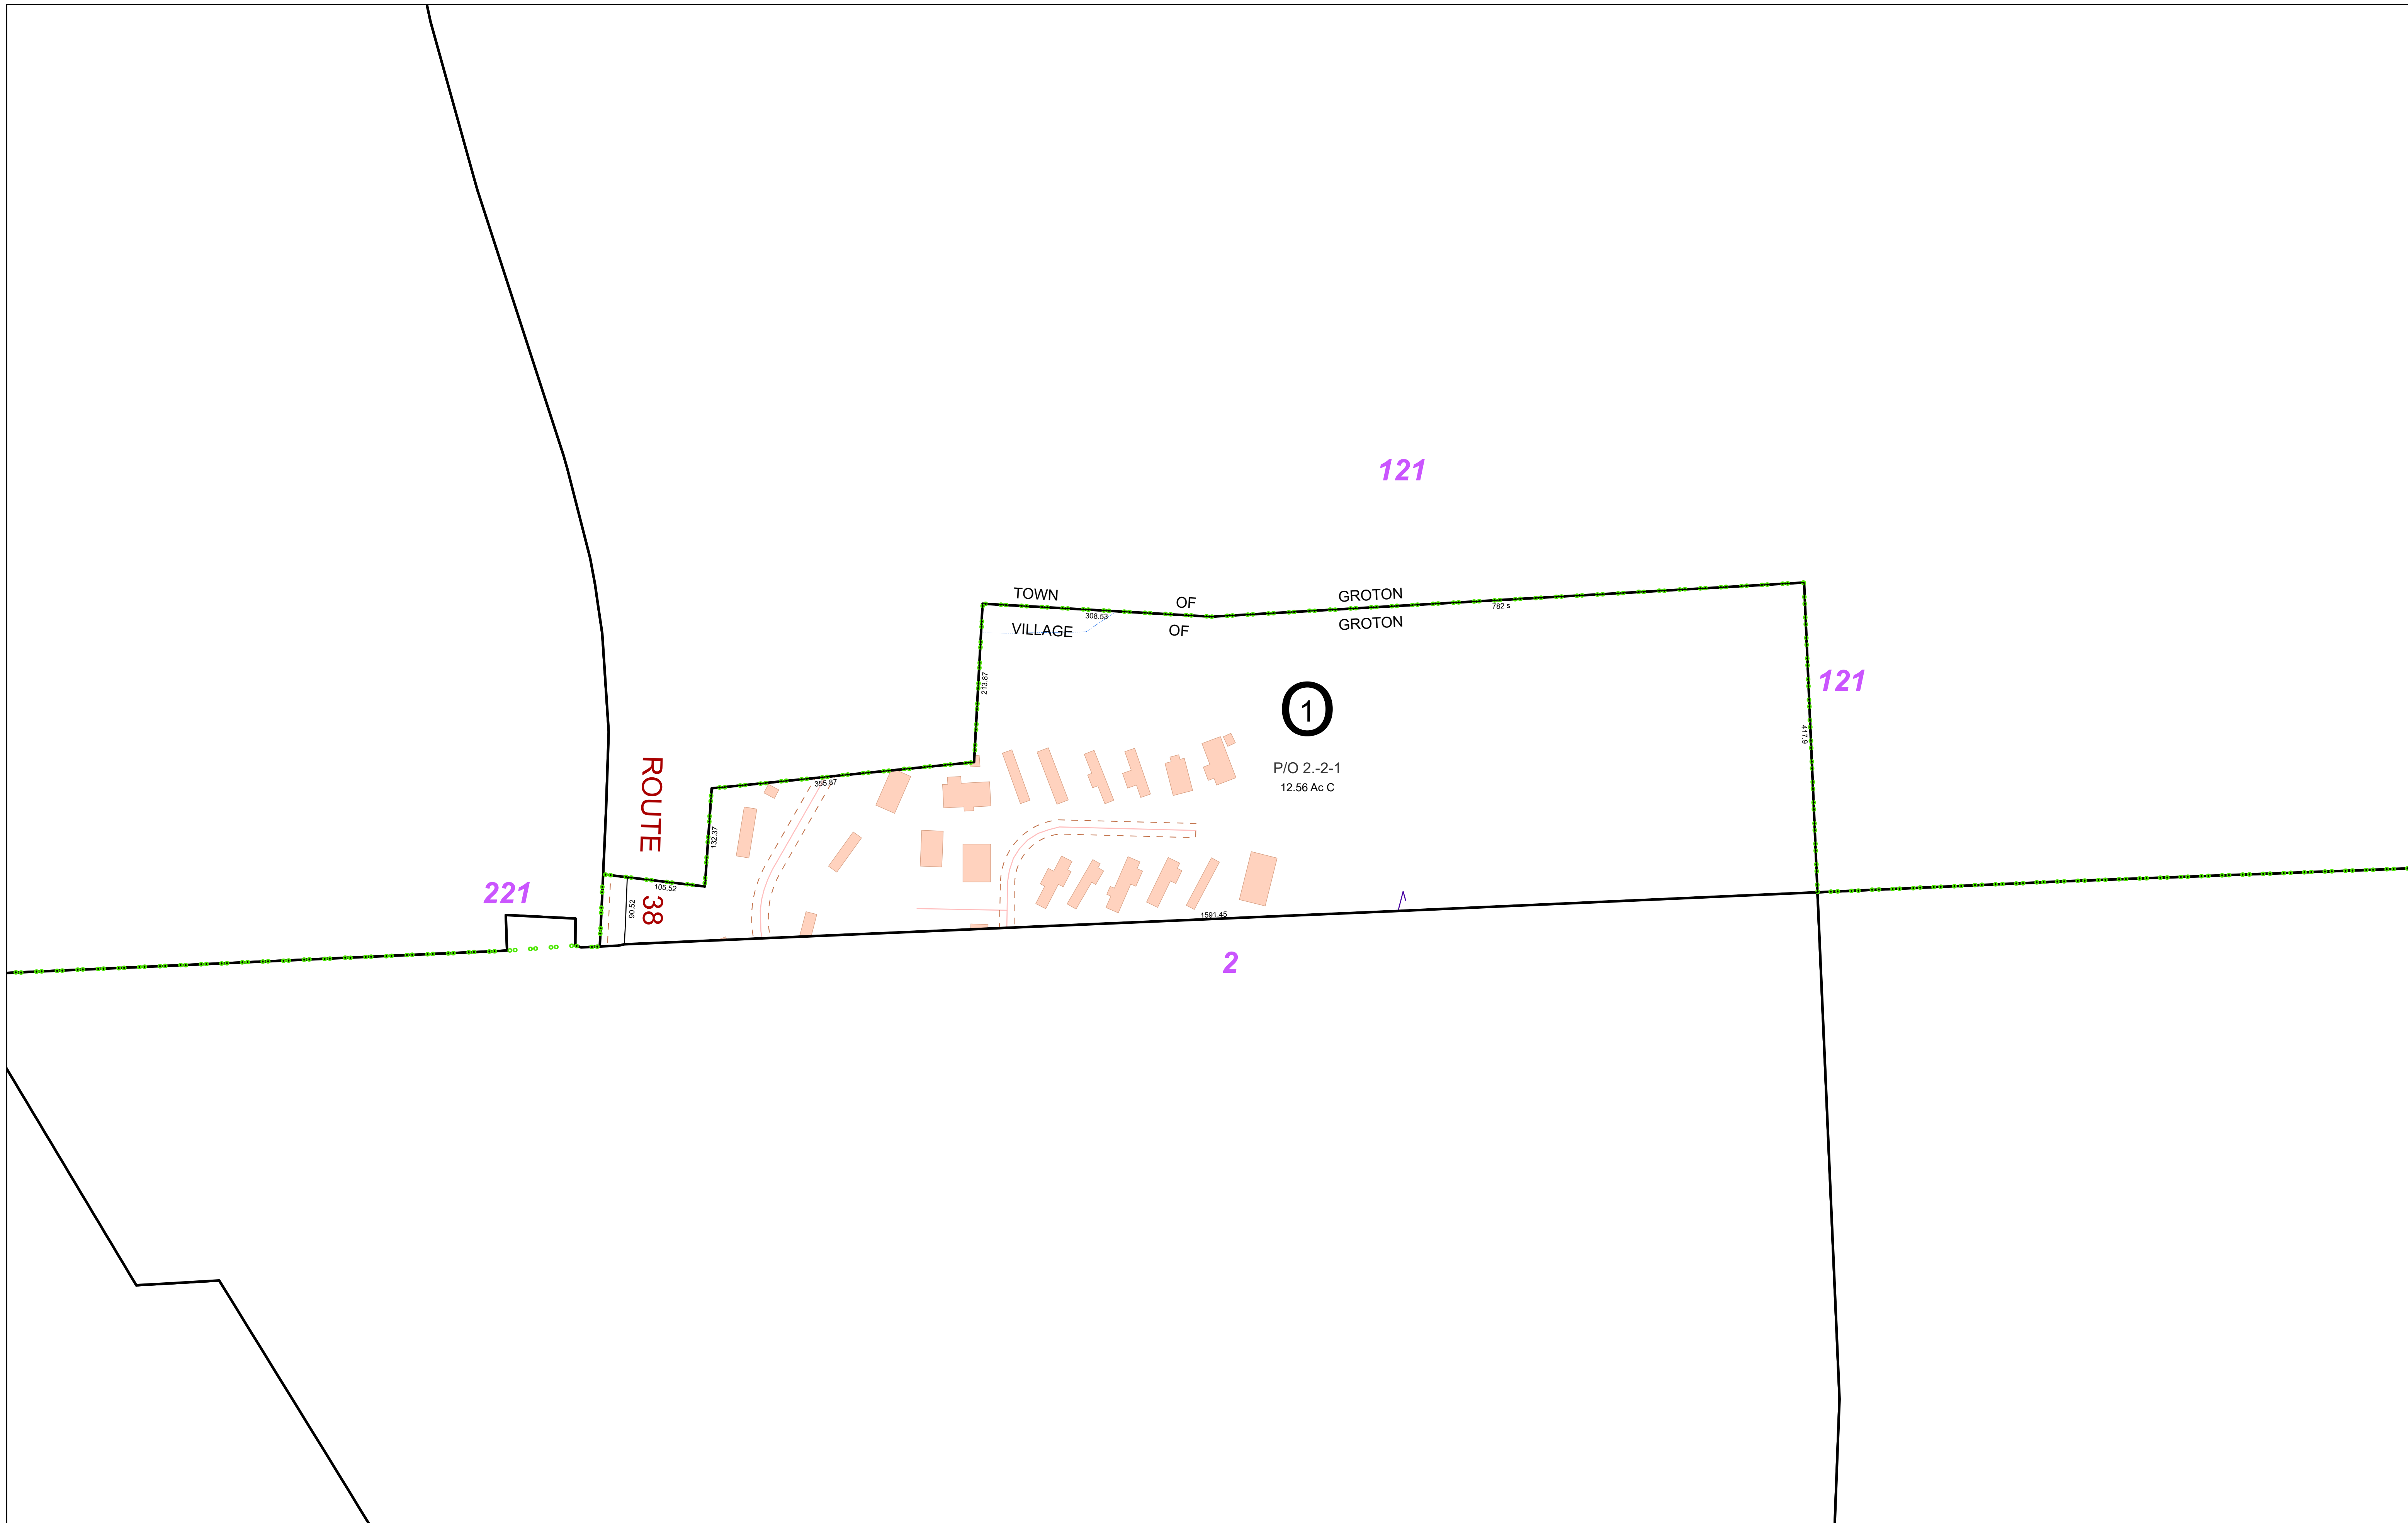 121
TOWN OF GROTON
308.53
782 s
VILLAGE OF GROTON
213.87
121
1
417.9
P/O 2.-2-1
12.56 Ac C
ROUTE 38
355.87
132.37
105.52
221
90.52
1591.45
2